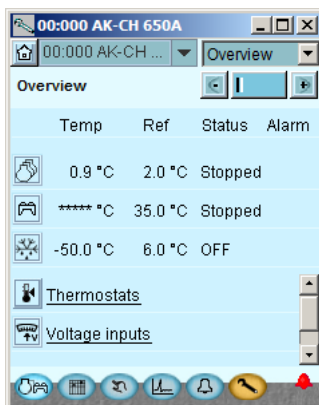 00:000 AK-CH 650A
00:000 AK-CH ... Overview
Overview
Temp Ref Status Alarm
0.9 °C 2.0 °C Stopped
***** °C 35.0 °C Stopped
-50.0 °C 6.0 °C OFF
Thermostats
Voltage inputs